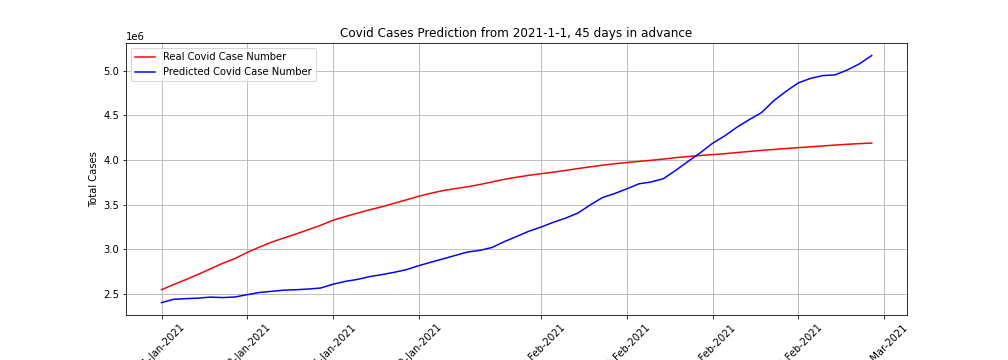 Covid Cases Prediction from 2021-1-1, 45 days in advance
1e6
Real Covid Case Number
Predicted Covid Case Number
5.0
4.5
4.0
3.5
3.0
2.5
Total Cases
-Jan-2021
-Jan-2021
-Jan-2021
-Jan-2021
Feb-2021
-Feb-2021
-Feb-2021
-Feb-2021
Mar-2021